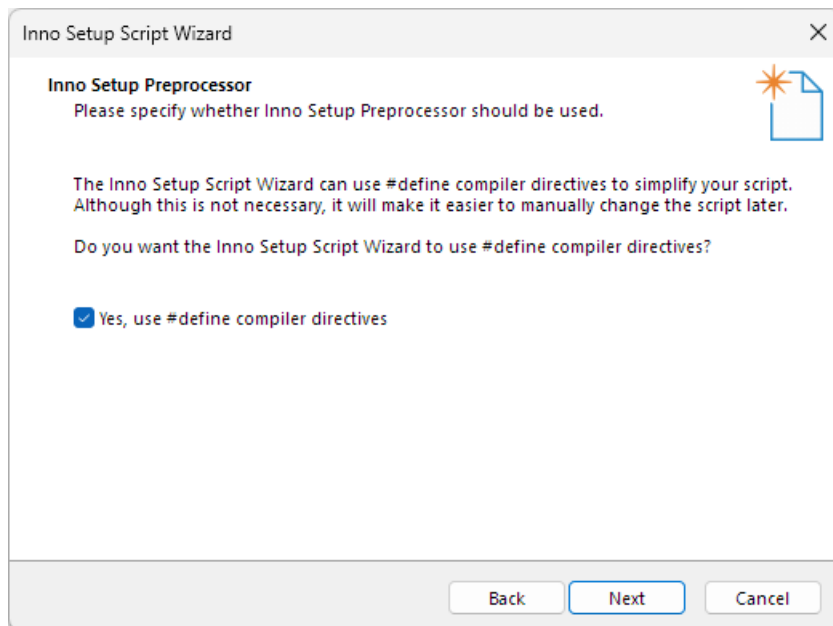 Inno Setup Script Wizard
Inno Setup Preprocessor
Please specify whether Inno Setup Preprocessor should be used.
The Inno Setup Script Wizard can use #define compiler directives to simplify your script.
Although this is not necessary, it will make it easier to manually change the script later.
Do you want the Inno Setup Script Wizard to use #define compiler directives?
Yes, use #define compiler directives
Back
Next
Cancel